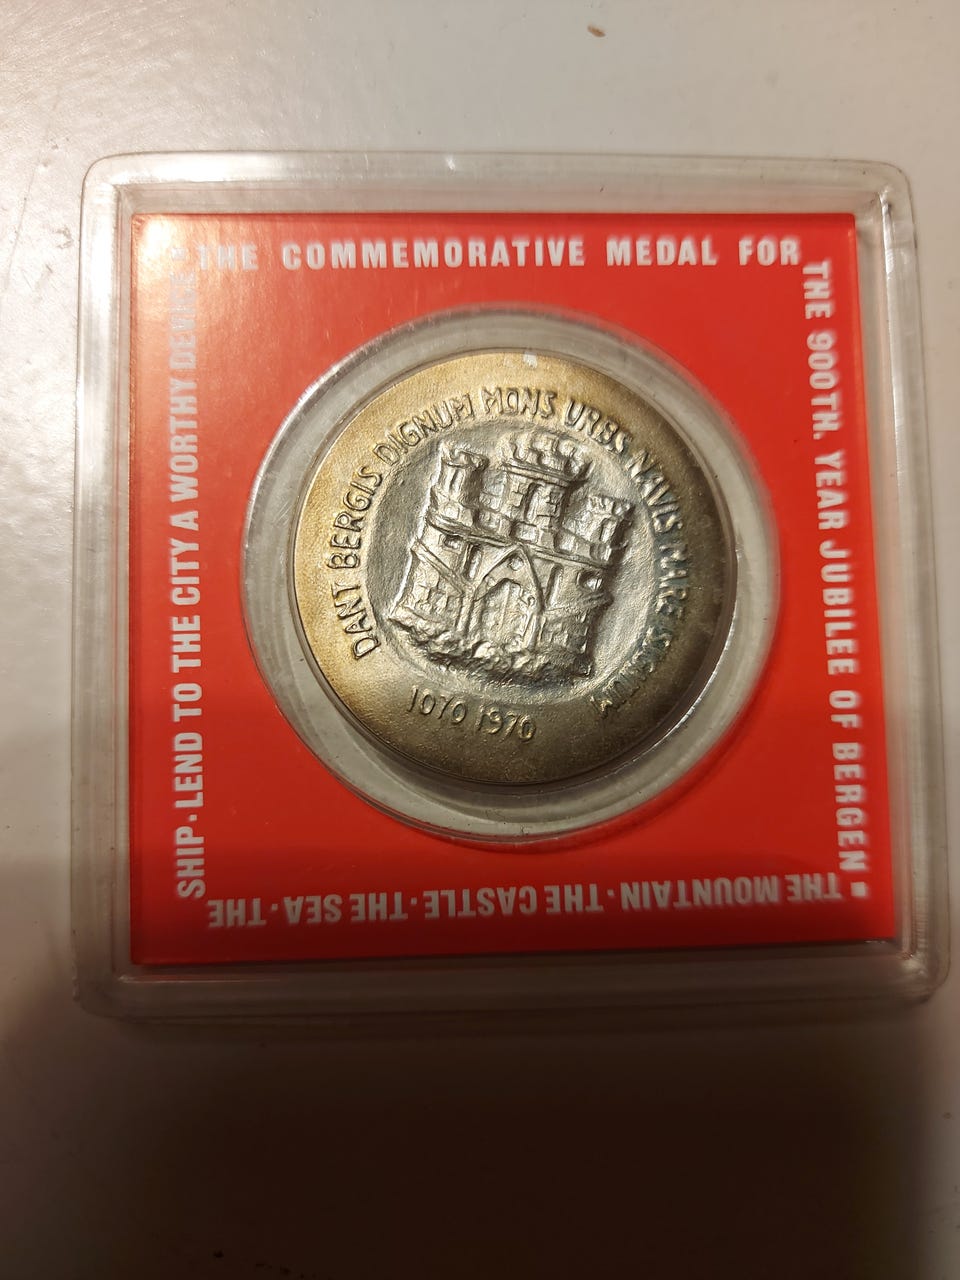 THE COMMEMORATIVE MEDAL FOR
THE 900TH. YEAR JUBILEE OF BERGEN ■
THE MOUNTAIN·THE CASTLE·THE SEA·THE
SHIP·LEND TO THE CITY A WORTHY DEVICE ■
DANT BERGIS DIGNUM MONS URBS NAVIS MARE SIGNUM
1070 1970